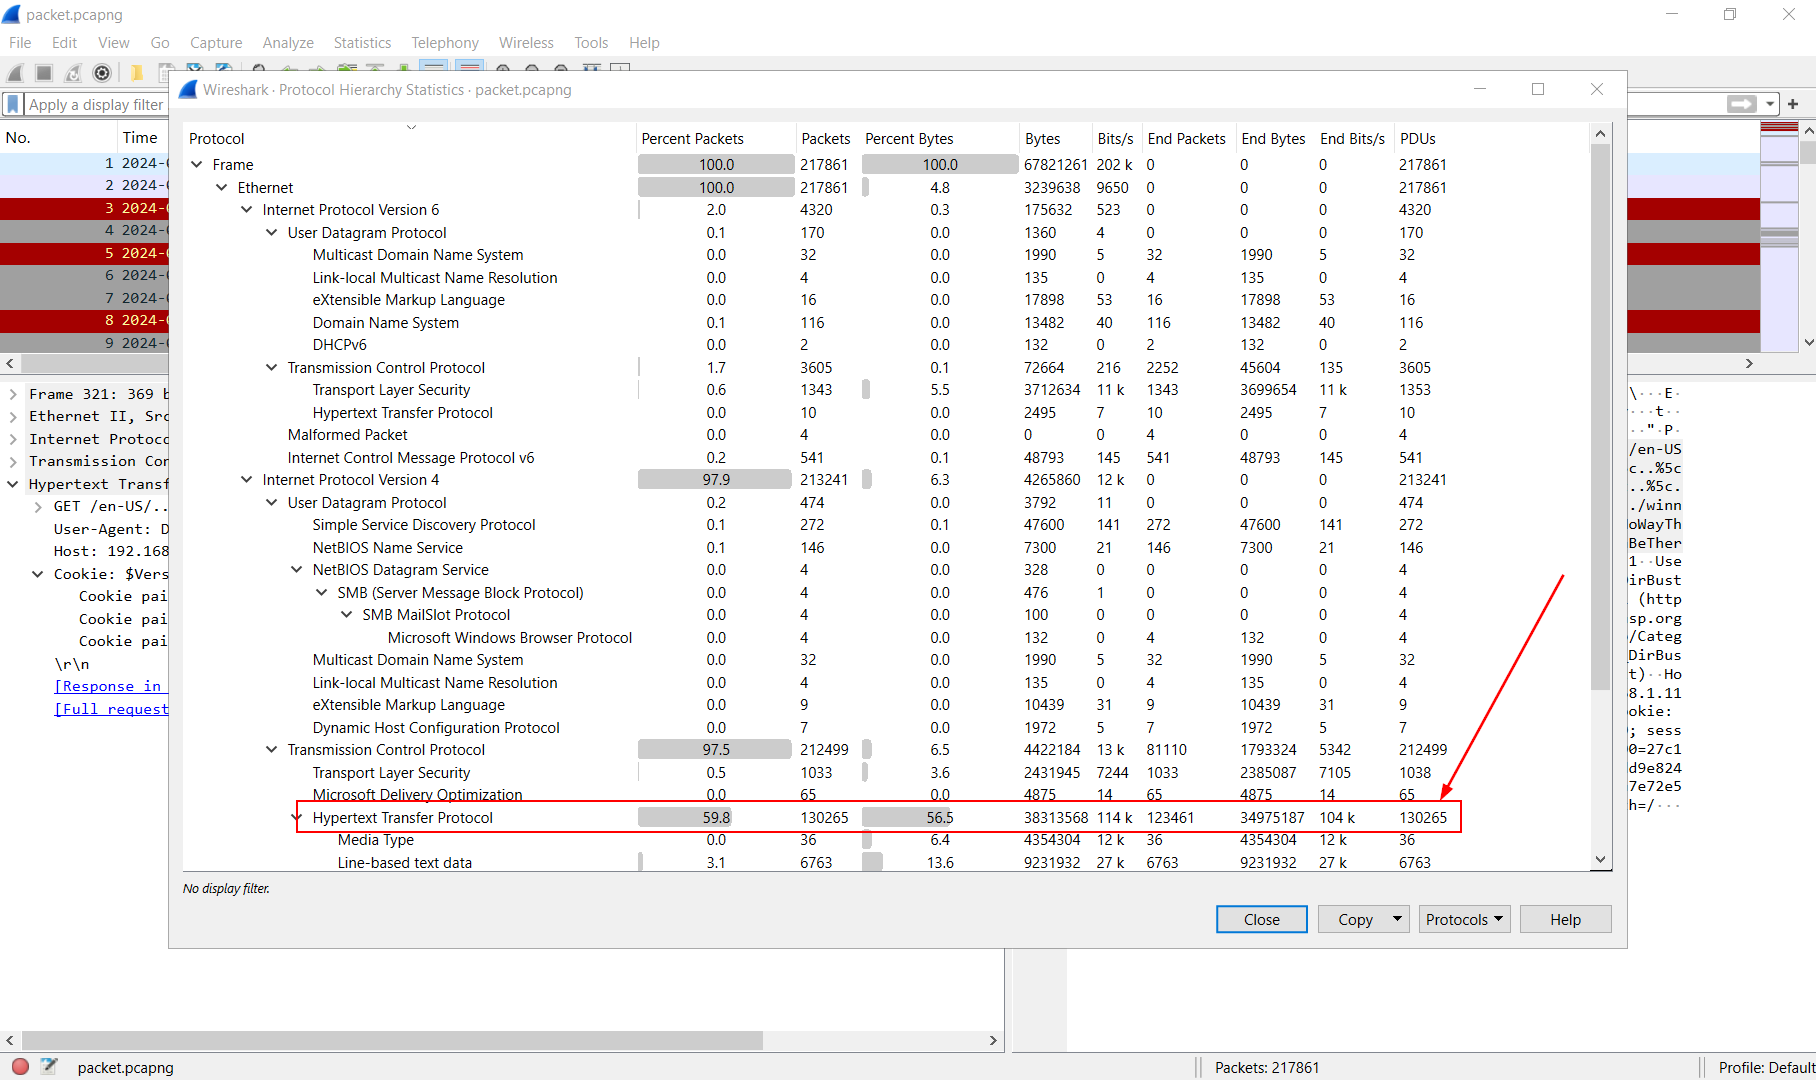 packet.pcapng
File Edit View Go Capture Analyze Statistics Telephony Wireless Tools Help
Apply a display filter
No. Time
1 2024-
2 2024-
3 2024-
4 2024-
5 2024-
6 2024-
7 2024-
8 2024-
9 2024-
Frame 321: 369 b
Ethernet II, Src
Internet Protoco
Transmission Con
Hypertext Transf
GET /en-US/..
User-Agent: D
Host: 192.168
Cookie: $Vers
Cookie pai
Cookie pai
Cookie pai
\r\n
[Response in
[Full request
Wireshark · Protocol Hierarchy Statistics · packet.pcapng
Protocol Percent Packets Packets Percent Bytes Bytes Bits/s End Packets End Bytes End Bits/s PDUs
Frame 100.0 217861 100.0 67821261 202 k 0 0 0 217861
Ethernet 100.0 217861 4.8 3239638 9650 0 0 0 217861
Internet Protocol Version 6 2.0 4320 0.3 175632 523 0 0 0 4320
User Datagram Protocol 0.1 170 0.0 1360 4 0 0 0 170
Multicast Domain Name System 0.0 32 0.0 1990 5 32 1990 5 32
Link-local Multicast Name Resolution 0.0 4 0.0 135 0 4 135 0 4
eXtensible Markup Language 0.0 16 0.0 17898 53 16 17898 53 16
Domain Name System 0.1 116 0.0 13482 40 116 13482 40 116
DHCPv6 0.0 2 0.0 132 0 2 132 0 2
Transmission Control Protocol 1.7 3605 0.1 72664 216 2252 45604 135 3605
Transport Layer Security 0.6 1343 5.5 3712634 11 k 1343 3699654 11 k 1353
Hypertext Transfer Protocol 0.0 10 0.0 2495 7 10 2495 7 10
Malformed Packet 0.0 4 0.0 0 0 4 0 0 4
Internet Control Message Protocol v6 0.2 541 0.1 48793 145 541 48793 145 541
Internet Protocol Version 4 97.9 213241 6.3 4265860 12 k 0 0 0 213241
User Datagram Protocol 0.2 474 0.0 3792 11 0 0 0 474
Simple Service Discovery Protocol 0.1 272 0.1 47600 141 272 47600 141 272
NetBIOS Name Service 0.1 146 0.0 7300 21 146 7300 21 146
NetBIOS Datagram Service 0.0 4 0.0 328 0 0 0 0 4
SMB (Server Message Block Protocol) 0.0 4 0.0 476 1 0 0 0 4
SMB MailSlot Protocol 0.0 4 0.0 100 0 0 0 0 4
Microsoft Windows Browser Protocol 0.0 4 0.0 132 0 4 132 0 4
Multicast Domain Name System 0.0 32 0.0 1990 5 32 1990 5 32
Link-local Multicast Name Resolution 0.0 4 0.0 135 0 4 135 0 4
eXtensible Markup Language 0.0 9 0.0 10439 31 9 10439 31 9
Dynamic Host Configuration Protocol 0.0 7 0.0 1972 5 7 1972 5 7
Transmission Control Protocol 97.5 212499 6.5 4422184 13 k 81110 1793324 5342 212499
Transport Layer Security 0.5 1033 3.6 2431945 7244 1033 2385087 7105 1038
Microsoft Delivery Optimization 0.0 65 0.0 4875 14 65 4875 14 65
Hypertext Transfer Protocol 59.8 130265 56.5 38313568 114 k 123461 34975187 104 k 130265
Media Type 0.0 36 6.4 4354304 12 k 36 4354304 12 k 36
Line-based text data 3.1 6763 13.6 9231932 27 k 6763 9231932 27 k 6763
No display filter.
Close Copy Protocols Help
\···E·
···t··
··"·P·
/en-US
c..%5c
..%5c.
./winn
oWayTh
BeTher
1··Use
DirBust
(http
sp.org
/Categ
DirBus
t)··Ho
8.1.11
ookie:
; sess
0=27c1
d9e824
7e72e5
h=/···
packet.pcapng
Packets: 217861
Profile: Default